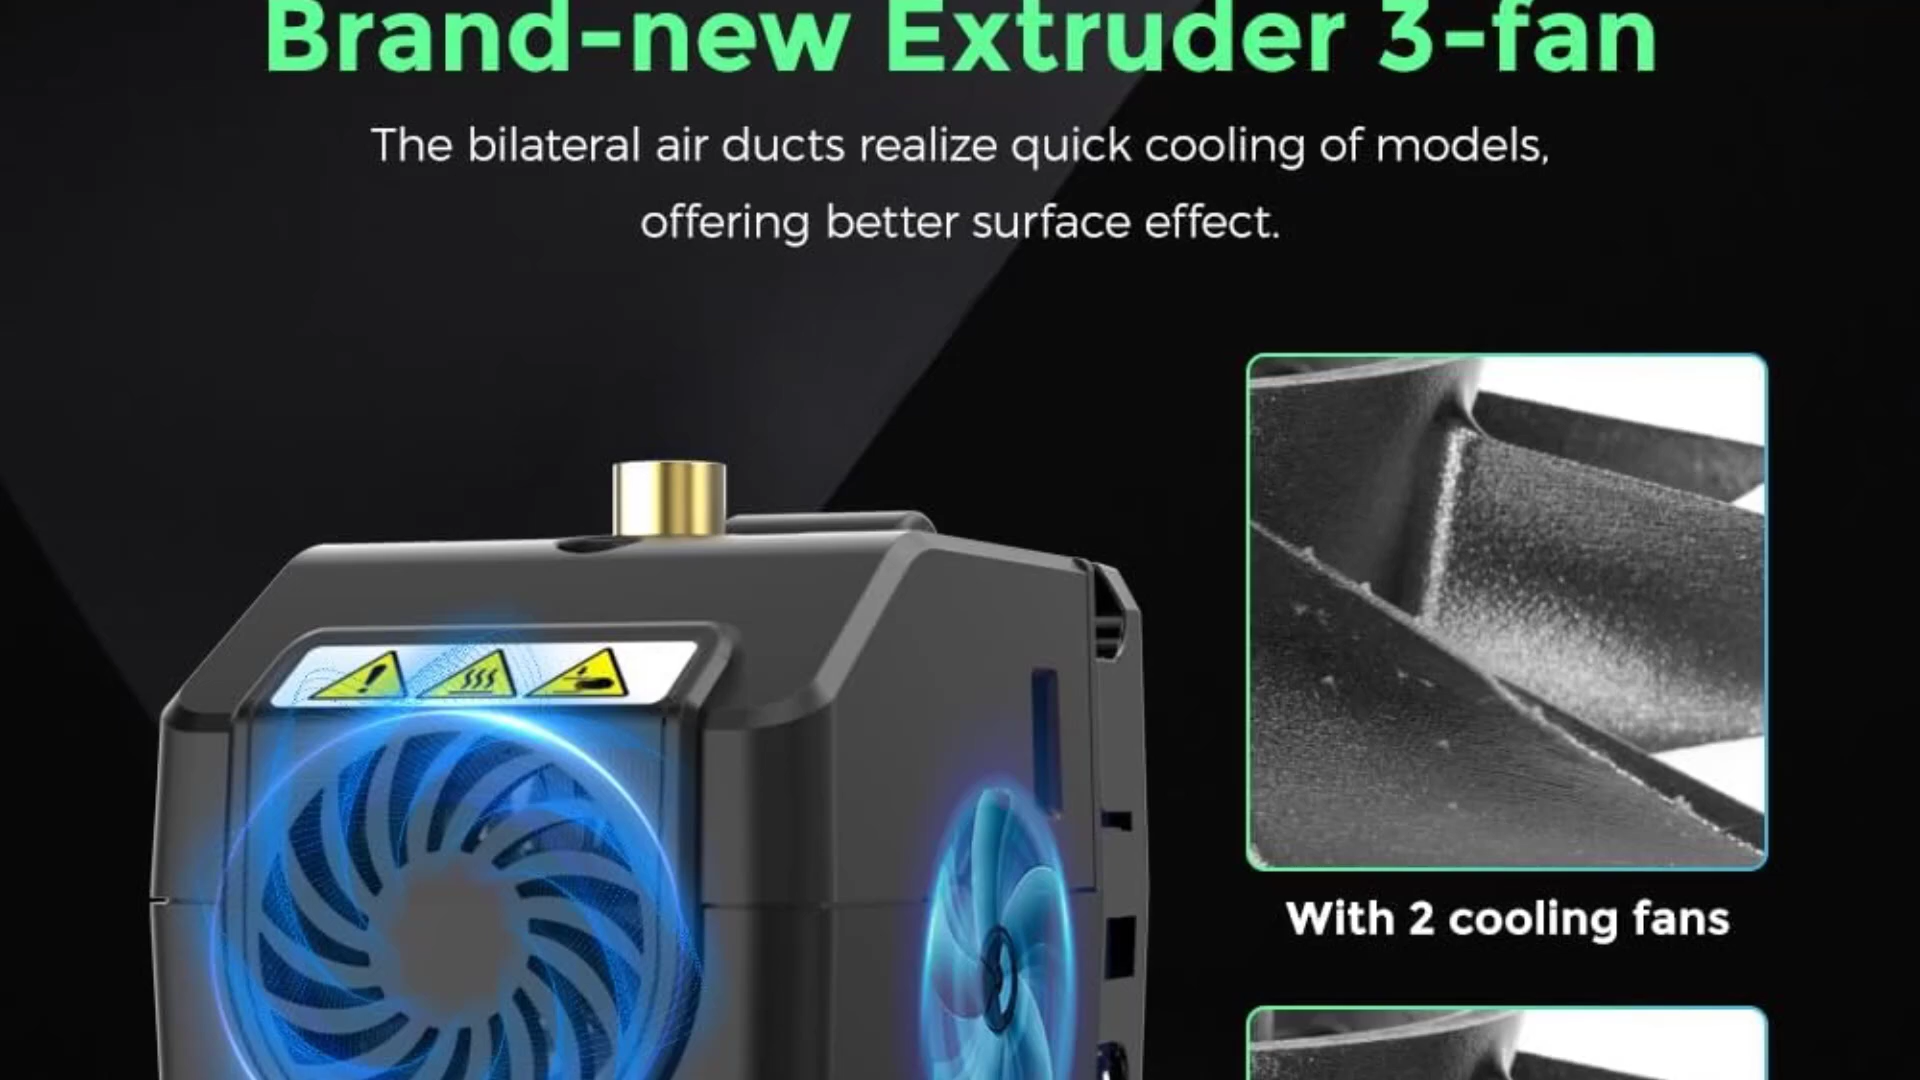 Brand-new Extruder 3-fan
The bilateral air ducts realize quick cooling of models,
offering better surface effect.
With 2 cooling fans